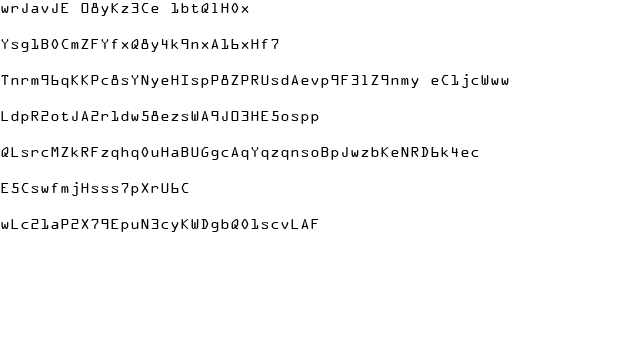 wrJavJE O8yKz3Ce 1btQ1H0x
Ysg1B0CmZFYfxQ8y4k9nxA16xHf7
Tnrm96qKKPc8sYNyeHIspP8ZPRUsdAevp9F31Z9nmy eC1jcWww
LdpR2otJA2r1dw58ezsWA9JO3HE5ospp
QLsrcMZkRFzqhq0uHaBUGgcAqYqzqnsoBpJwzbKeNRD6k4ec
E5CswfmjHsss7pXrU6C
wLc21aP2X79EpuN3cyKWDgbQ01scvLAF